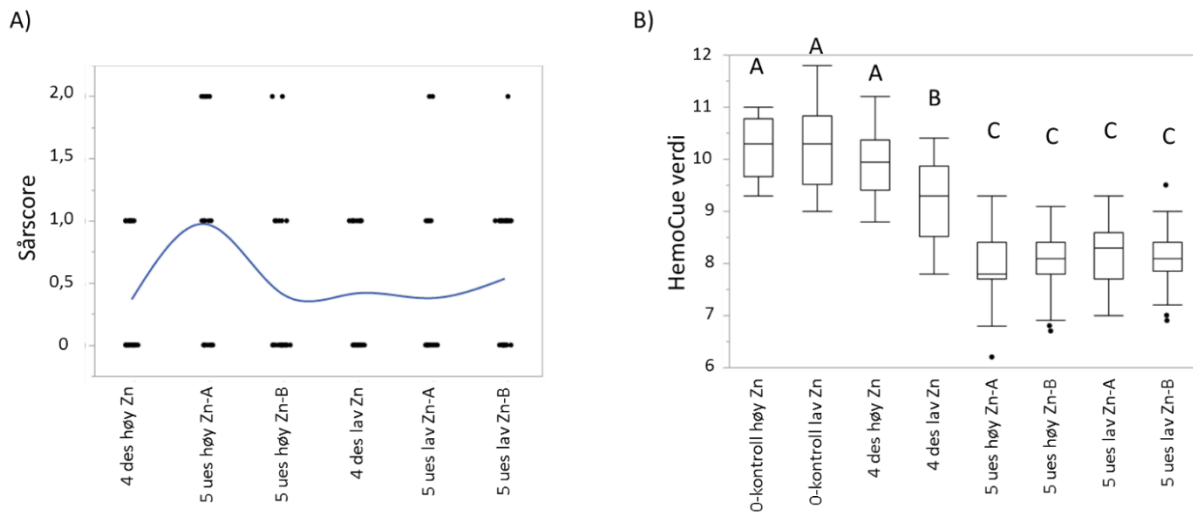 A)
Sårscore
2,0
1,5
1,0
0,5
0
4 des høy Zn
5 ues høy Zn-A
5 ues høy Zn-B
4 des lav Zn
5 ues lav Zn-A
5 ues lav Zn-B
B)
HemoCue verdi
12
11
10
9
8
7
6
A
A
A
B
C
C
C
C
0-kontroll høy Zn
0-kontroll lav Zn
4 des høy Zn
4 des lav Zn
5 ues høy Zn-A
5 ues høy Zn-B
5 ues lav Zn-A
5 ues lav Zn-B